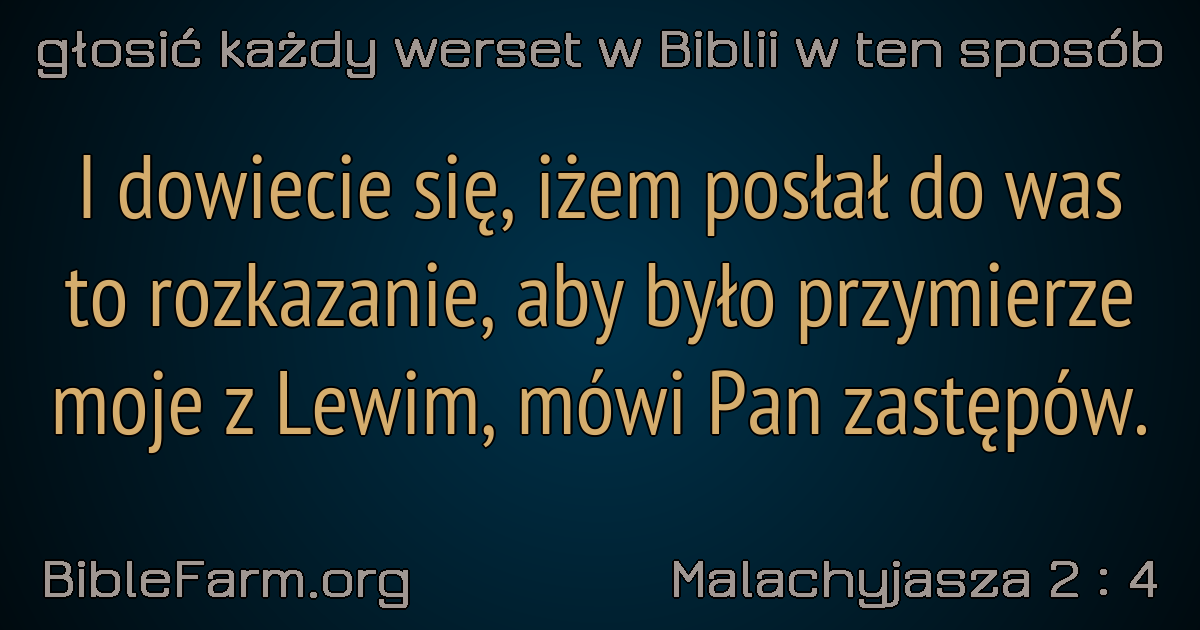 głosić każdy werset w Biblii w ten sposób
I dowiecie się, iżem posłał do was
to rozkazanie, aby było przymierze
moje z Lewim, mówi Pan zastępów.
BibleFarm.org
Malachyjasza 2 : 4